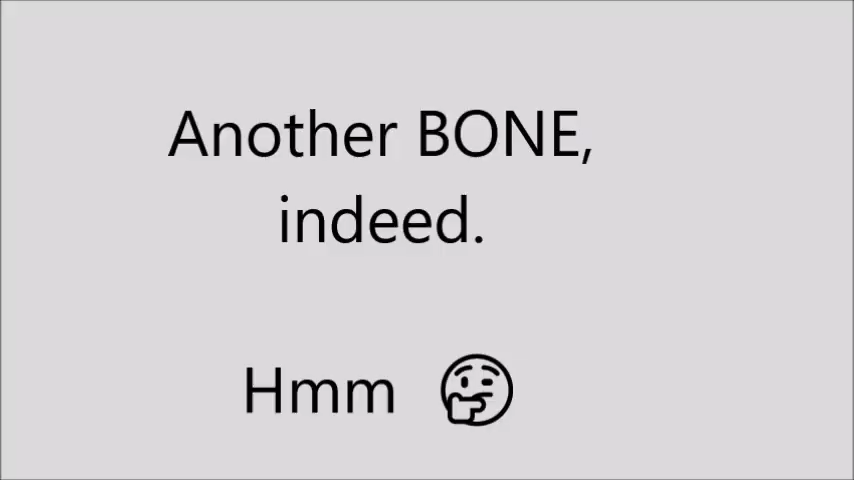 Another BONE,
indeed.
Hmm 🤔